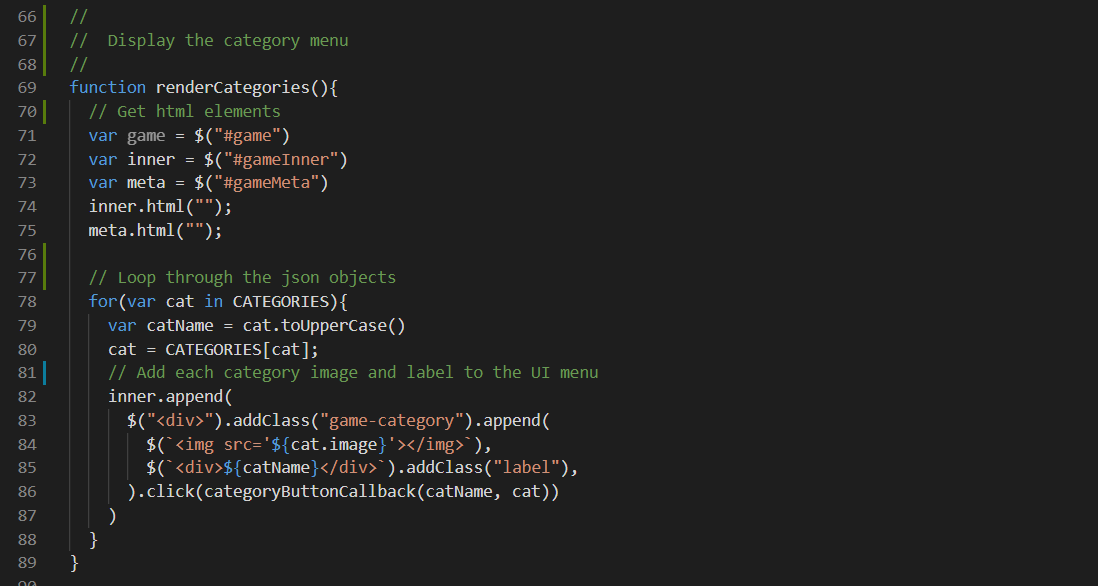 66 //
67 //  Display the category menu
68 //
69 function renderCategories(){
70   // Get html elements
71   var game = $("#game")
72   var inner = $("#gameInner")
73   var meta = $("#gameMeta")
74   inner.html("");
75   meta.html("");
76
77   // Loop through the json objects
78   for(var cat in CATEGORIES){
79     var catName = cat.toUpperCase()
80     cat = CATEGORIES[cat];
81     // Add each category image and label to the UI menu
82     inner.append(
83       $("<div>").addClass("game-category").append(
84         $(`<img src='${cat.image}'></img>`),
85         $(`<div>${catName}</div>`).addClass("label"),
86       ).click(categoryButtonCallback(catName, cat))
87     )
88   }
89 }
90